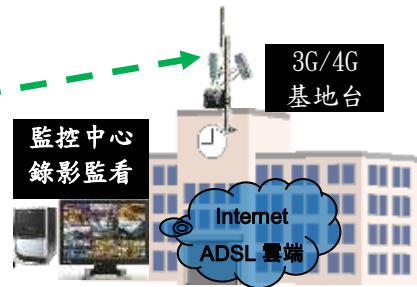 3G/4G
基地台
監控中心
錄影監看
Internet
ADSL 雲端